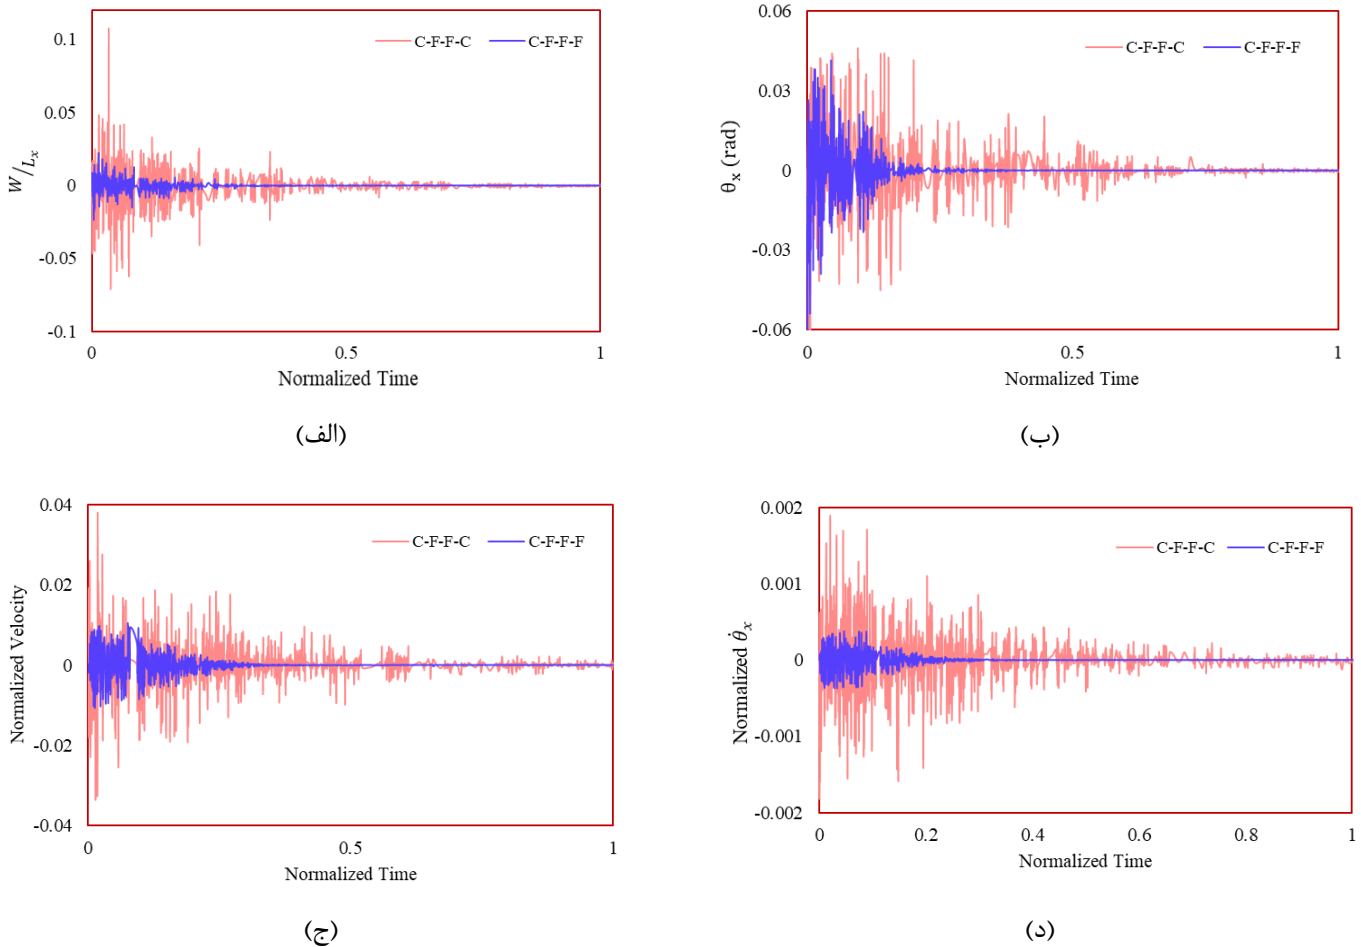 0.1
0.05
0
-0.05
-0.1
W/Lx
C-F-F-C
C-F-F-F
0
0.5
1
Normalized Time
(الف)
0.06
0.03
0
-0.03
-0.06
θx (rad)
C-F-F-C
C-F-F-F
0
0.5
1
Normalized Time
(ب)
0.04
0.02
0
-0.02
-0.04
Normalized Velocity
C-F-F-C
C-F-F-F
0
0.5
1
Normalized Time
(ج)
0.002
0.001
0
-0.001
-0.002
Normalized θ̇x
C-F-F-C
C-F-F-F
0
0.2
0.4
0.6
0.8
1
Normalized Time
(د)